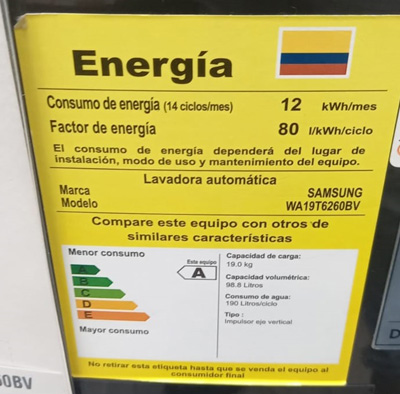 Energía
Consumo de energía (14 ciclos/mes) 12 kWh/mes
Factor de energía 80 l/kWh/ciclo
El consumo de energía dependerá del lugar de
instalación, modo de uso y mantenimiento del equipo.
Lavadora automática
Marca SAMSUNG
Modelo WA19T6260BV
Compare este equipo con otros de
similares características
Menor consumo
Este equipo
A
A
B
C
D
E
Mayor consumo
Capacidad de carga:
19.0 kg
Capacidad volumétrica:
98.8 Litros
Consumo de agua:
190 Litros/ciclo
Tipo :
Impulsor eje vertical
No retirar esta etiqueta hasta que se venda el equipo al
consumidor final
60BV
D